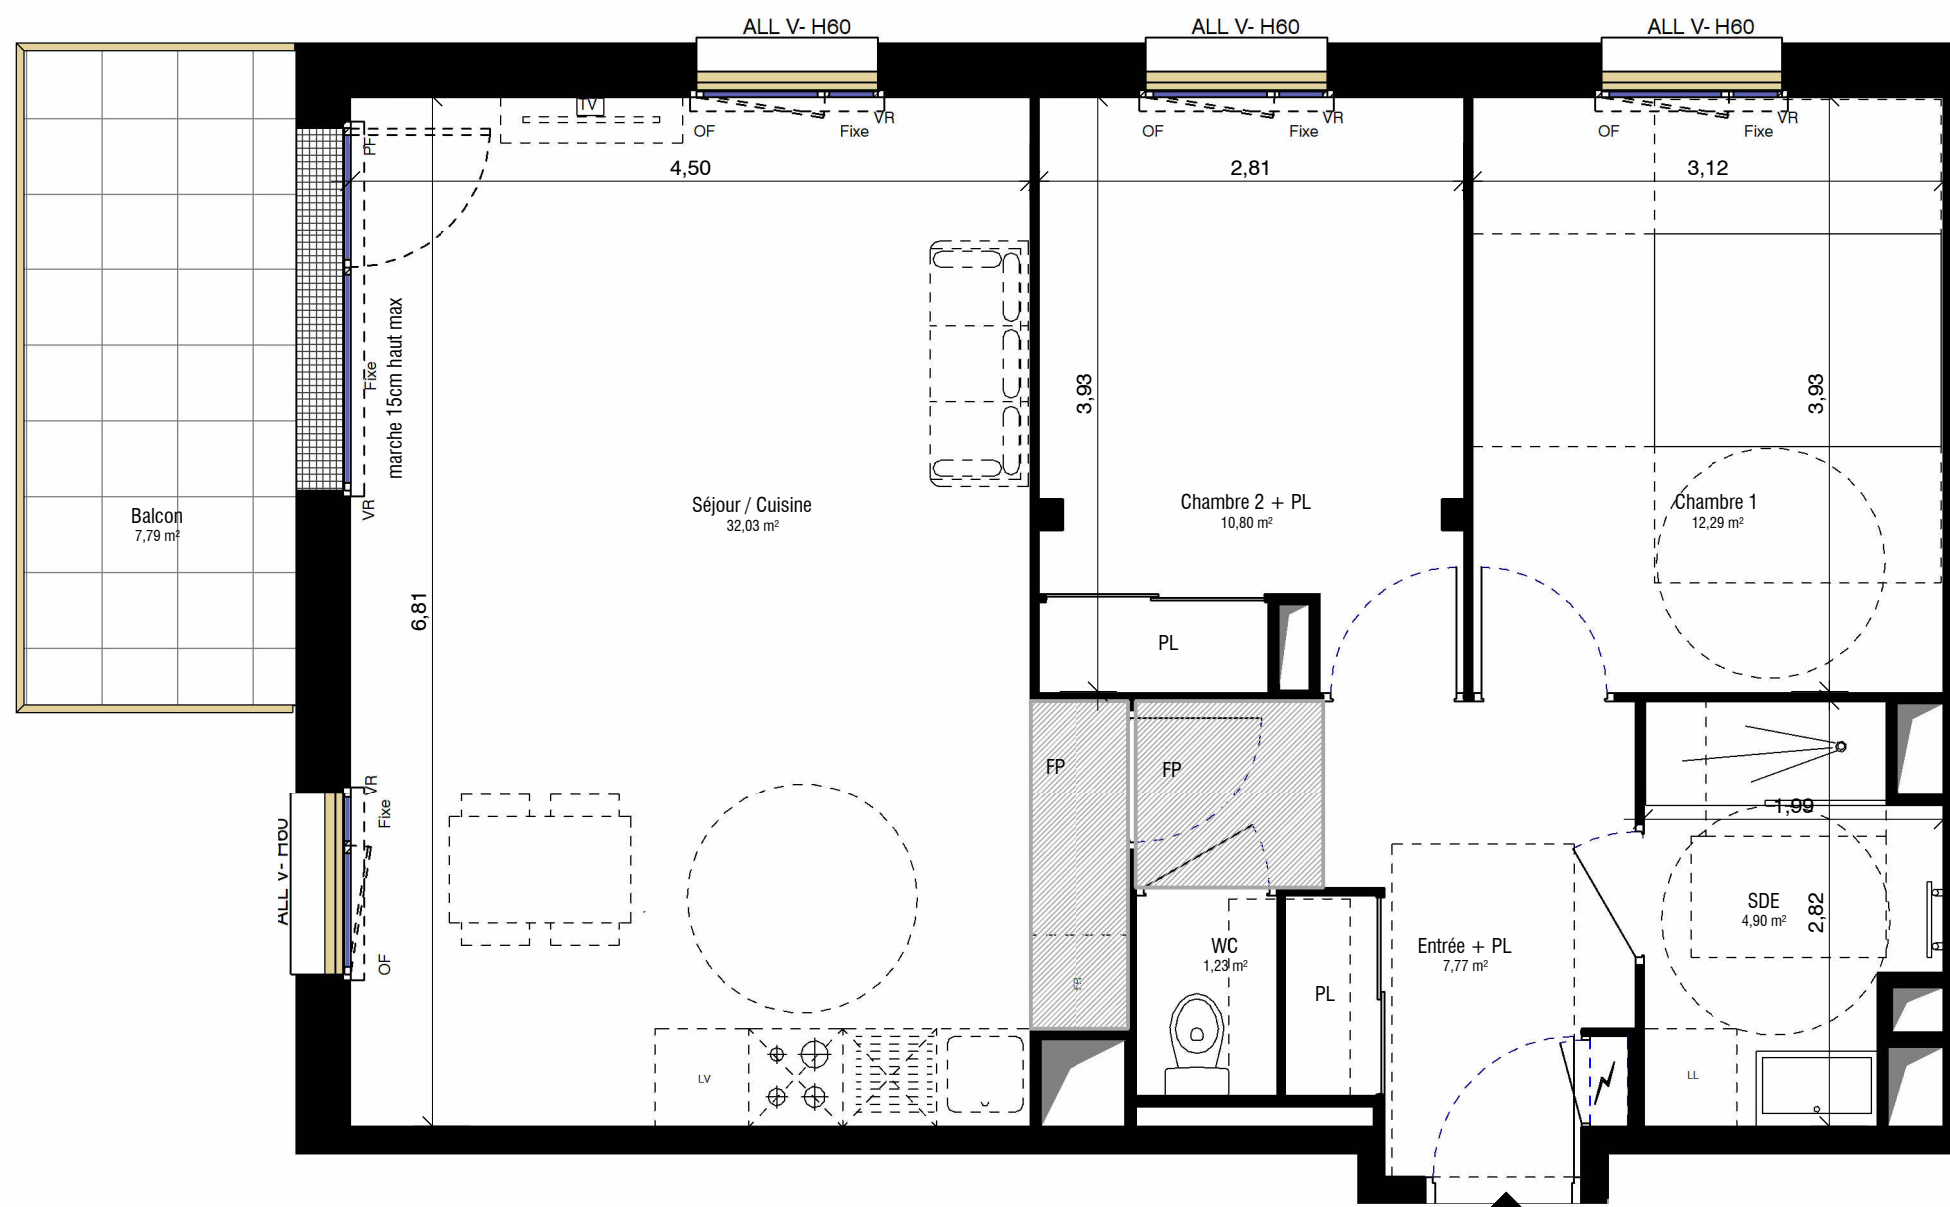 ALL V- H60
ALL V- H60
ALL V- H60
TV
OF
Fixe
VR
OF
Fixe
VR
OF
Fixe
VR
PF
4,50
2,81
3,12
marche 15cm haut max
Fixe
VR
3,93
3,93
Balcon
7,79 m²
Séjour / Cuisine
32,03 m²
Chambre 2 + PL
10,80 m²
Chambre 1
12,29 m²
6,81
PL
FP
FP
VR
Fixe
OF
ALL V- H60
1,99
SDE
4,90 m²
2,82
WC
1,23 m²
Entrée + PL
7,77 m²
PL
LV
LL